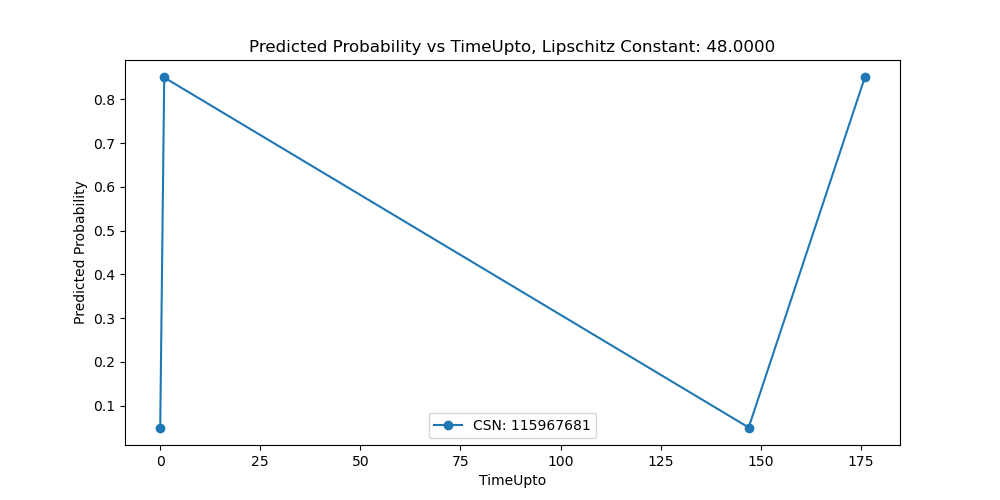 Predicted Probability vs TimeUpto, Lipschitz Constant: 48.0000
Predicted Probability
0.8
0.7
0.6
0.5
0.4
0.3
0.2
0.1
CSN: 115967681
0 25 50 75 100 125 150 175
TimeUpto